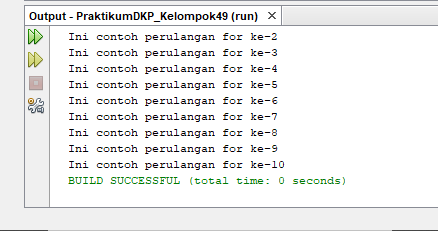 Output - PraktikumDKP_Kelompok49 (run) ×
Ini contoh perulangan for ke-2
Ini contoh perulangan for ke-3
Ini contoh perulangan for ke-4
Ini contoh perulangan for ke-5
Ini contoh perulangan for ke-6
Ini contoh perulangan for ke-7
Ini contoh perulangan for ke-8
Ini contoh perulangan for ke-9
Ini contoh perulangan for ke-10
BUILD SUCCESSFUL (total time: 0 seconds)